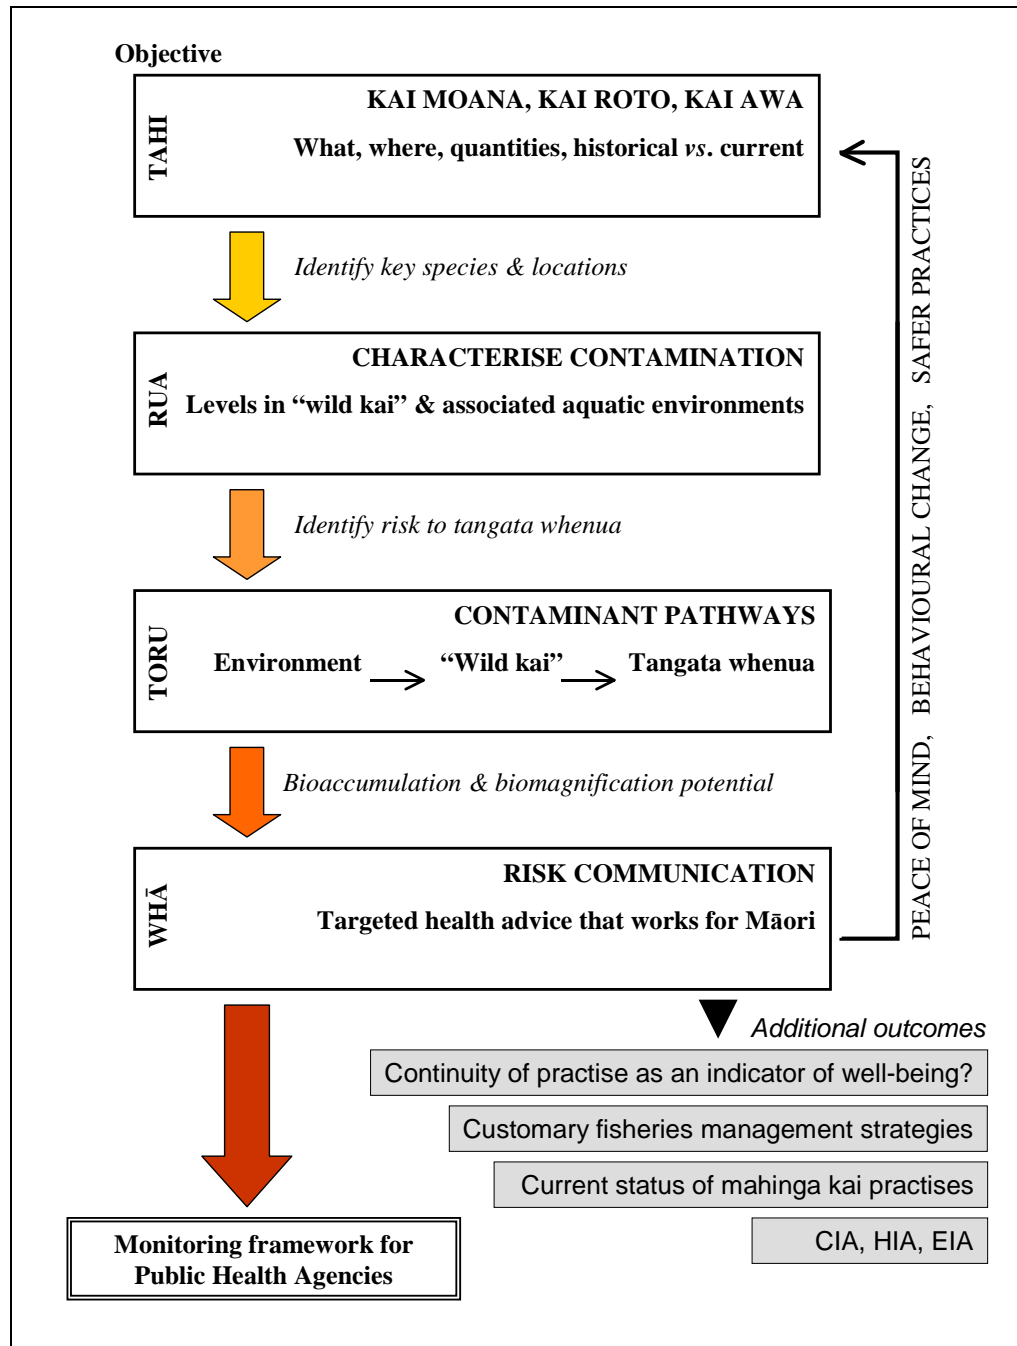 Objective
TAHI
KAI MOANA, KAI ROTO, KAI AWA
What, where, quantities, historical vs. current
Identify key species & locations
RUA
CHARACTERISE CONTAMINATION
Levels in “wild kai” & associated aquatic environments
Identify risk to tangata whenua
TORU
CONTAMINANT PATHWAYS
Environment “Wild kai” Tangata whenua
Bioaccumulation & biomagnification potential
WHĀ
RISK COMMUNICATION
Targeted health advice that works for Māori
PEACE OF MIND, BEHAVIOURAL CHANGE, SAFER PRACTICES
Additional outcomes
Continuity of practise as an indicator of well-being?
Customary fisheries management strategies
Current status of mahinga kai practises
CIA, HIA, EIA
Monitoring framework for
Public Health Agencies